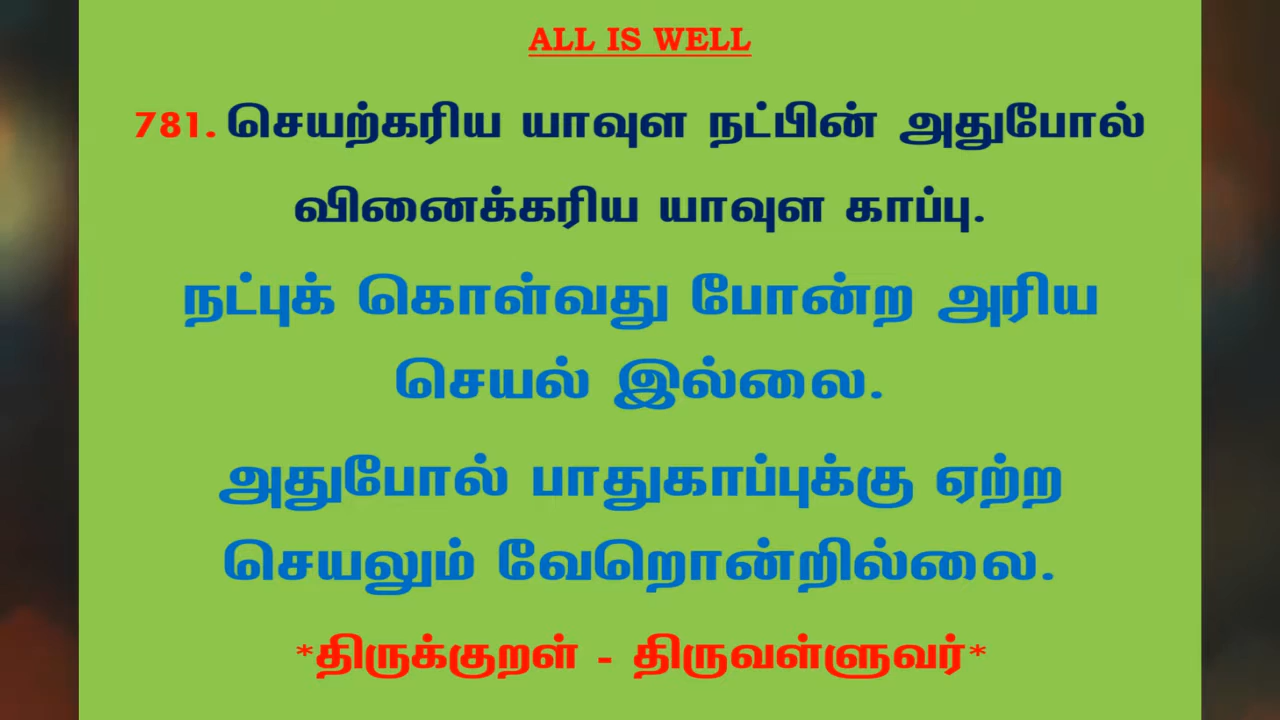 ALL IS WELL
781. செயற்கரிய யாவுள நட்பின் அதுபோல்
வினைக்கரிய யாவுள காப்பு.
நட்புக் கொள்வது போன்ற அரிய
செயல் இல்லை.
அதுபோல் பாதுகாப்புக்கு ஏற்ற
செயலும் வேறொன்றில்லை.
*திருக்குறள் - திருவள்ளுவர்*